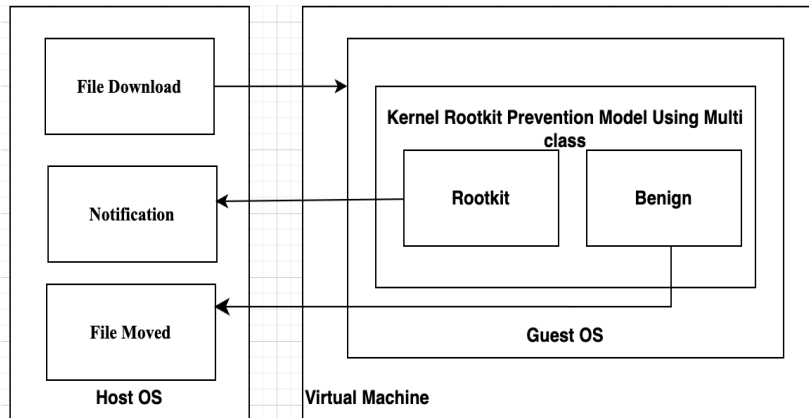 File Download
Notification
File Moved
Host OS
Kernel Rootkit Prevention Model Using Multi
class
Rootkit
Benign
Guest OS
Virtual Machine